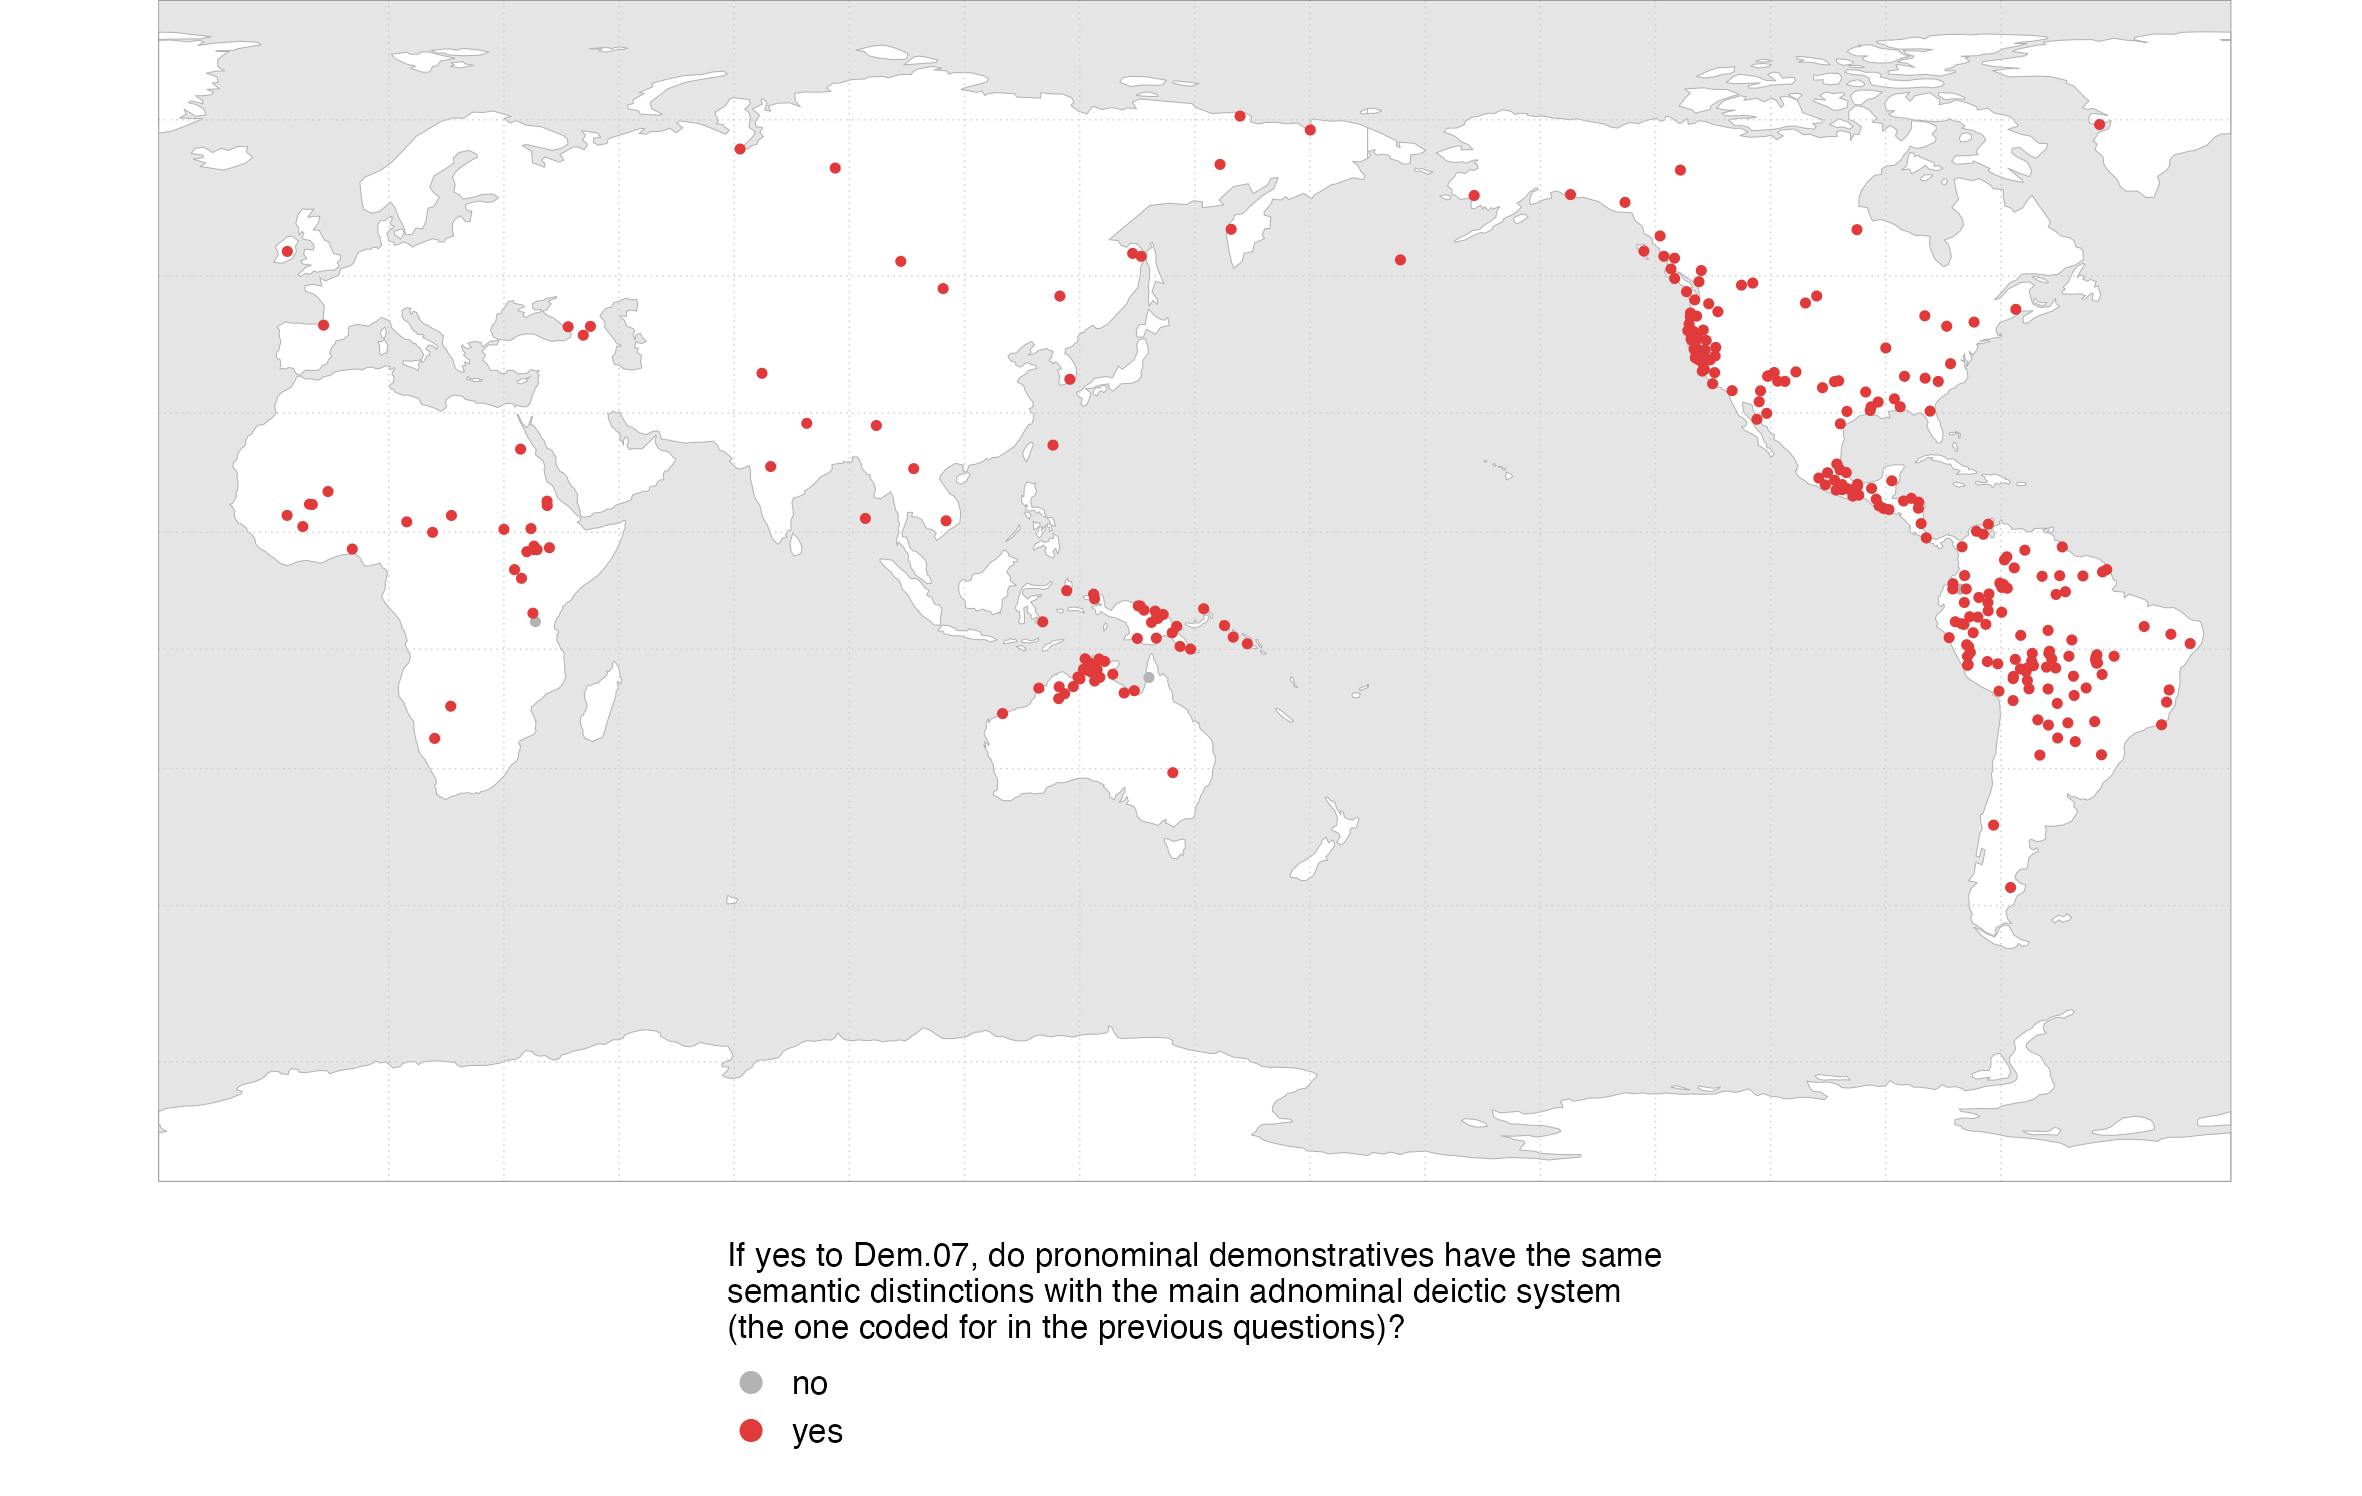 If yes to Dem.07, do pronominal demonstratives have the same
semantic distinctions with the main adnominal deictic system
(the one coded for in the previous questions)?
no
yes